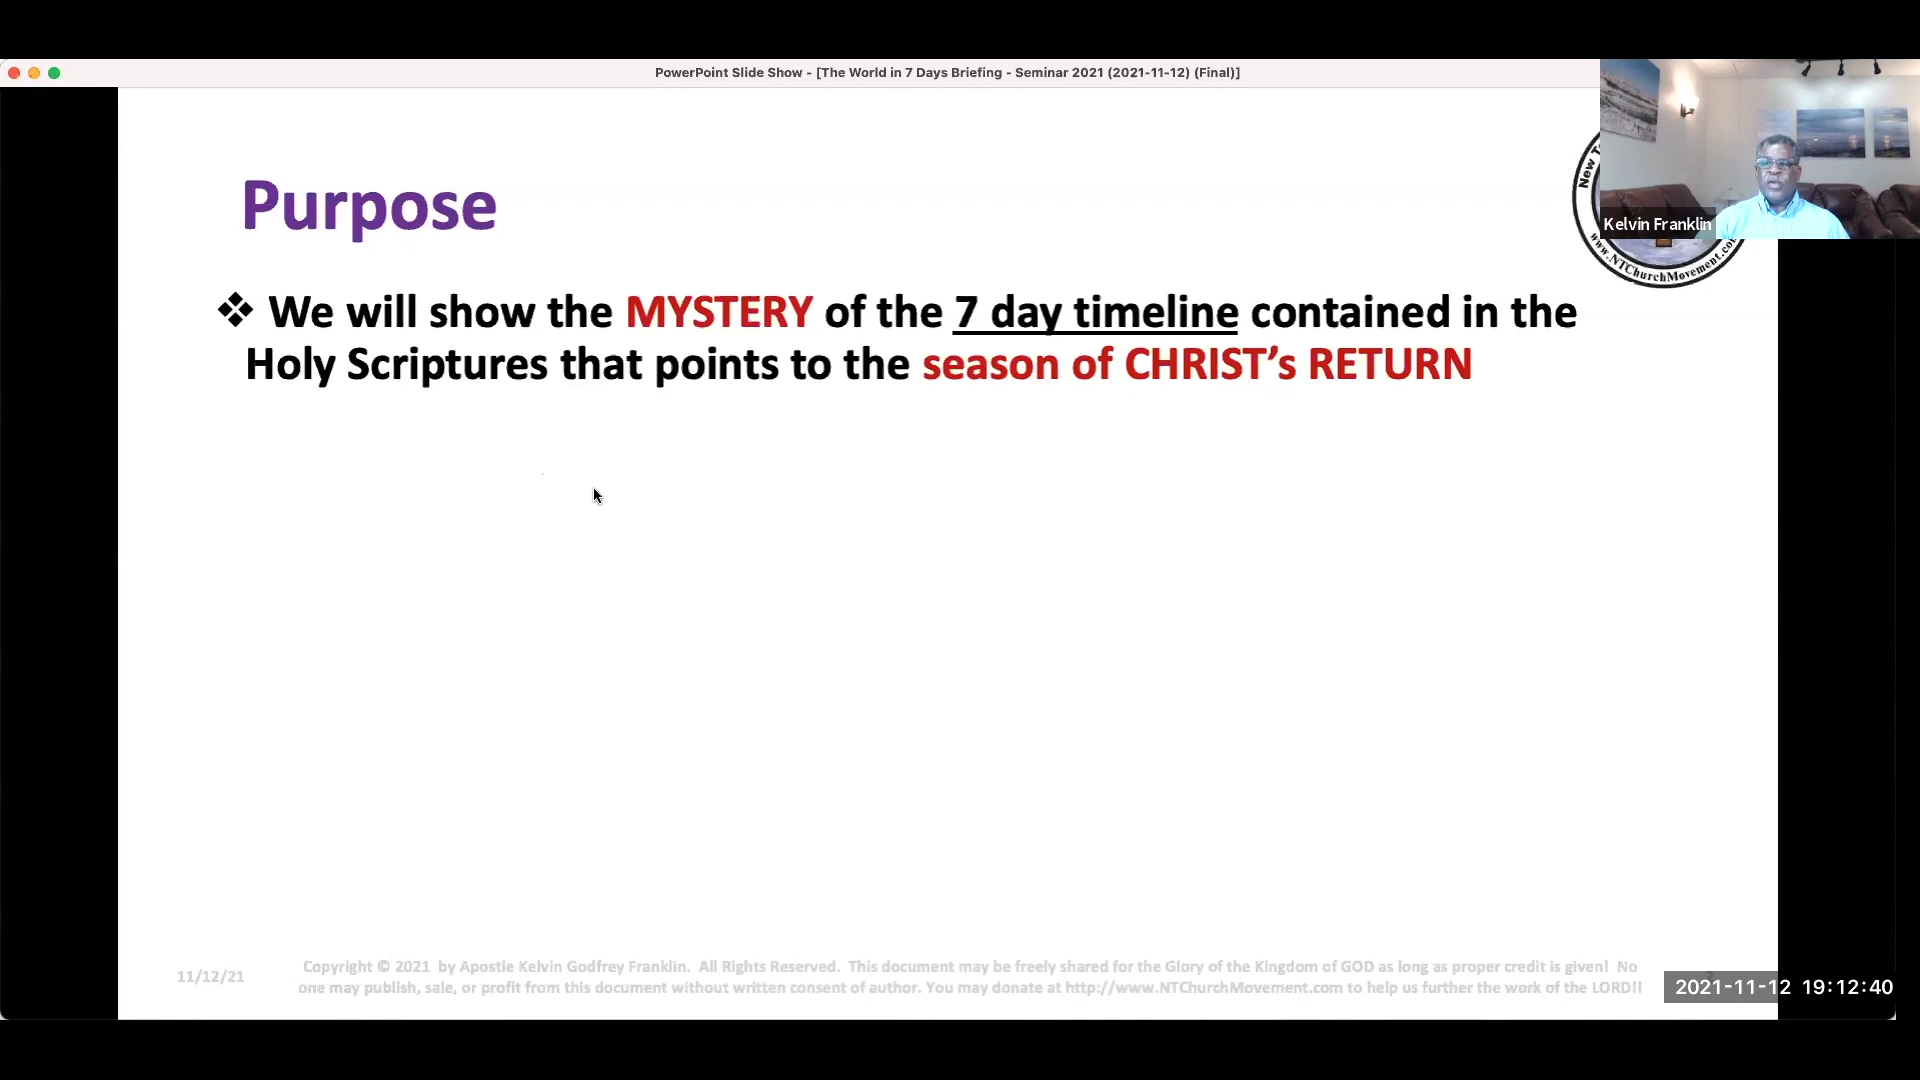 PowerPoint Slide Show - [The World in 7 Days Briefing - Seminar 2021 (2021-11-12) (Final)]
Kelvin Franklin
New
www.NTChurchMovement.co
Purpose
❖ We will show the MYSTERY of the 7 day timeline contained in the
Holy Scriptures that points to the season of CHRIST’s RETURN
11/12/21
Copyright © 2021 by Apostle Kelvin Godfrey Franklin. All Rights Reserved. This document may be freely shared for the Glory of the Kingdom of GOD as long as proper credit is given! No
one may publish, sale, or profit from this document without written consent of author. You may donate at http://www.NTChurchMovement.com to help us further the work of the LORD!!
2021-11-12 19:12:40